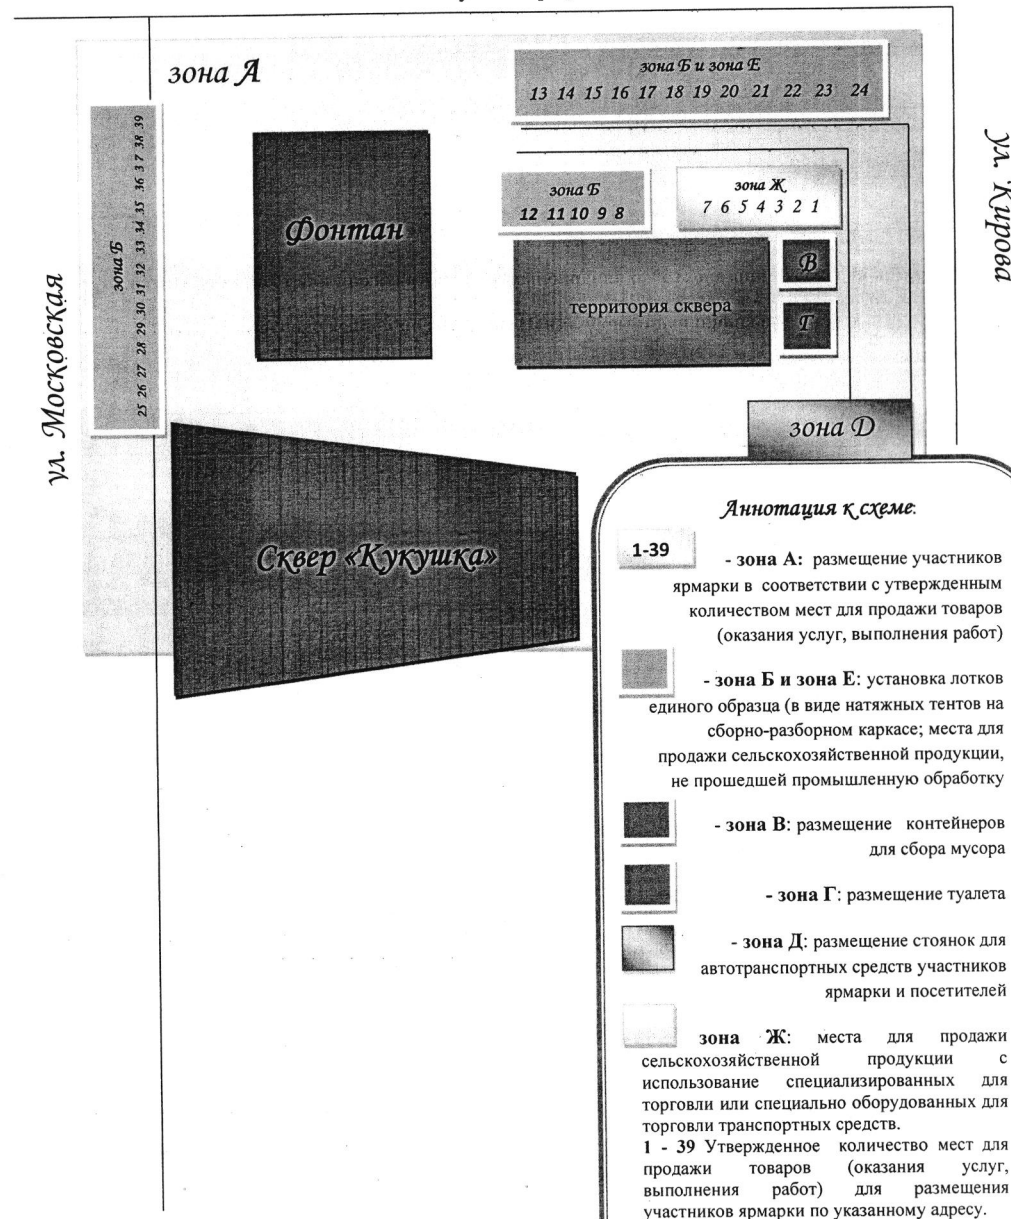 зона А
зона Б и зона Е
13 14 15 16 17 18 19 20 21 22 23 24
ул. Кирова
зона Б
25 26 27 28 29 30 31 32 33 34 35 36 37 38 39
ул. Московская
Фонтан
зона Б
12 11 10 9 8
зона Ж
7 6 5 4 3 2 1
территория сквера
В
Г
зона Д
Сквер «Кукушка»
Аннотация к схеме:
1-39
- зона А: размещение участников
ярмарки в соответствии с утвержденным
количеством мест для продажи товаров
(оказания услуг, выполнения работ)
- зона Б и зона Е: установка лотков
единого образца (в виде натяжных тентов на
сборно-разборном каркасе; места для
продажи сельскохозяйственной продукции,
не прошедшей промышленную обработку
- зона В: размещение контейнеров
для сбора мусора
- зона Г: размещение туалета
- зона Д: размещение стоянок для
автотранспортных средств участников
ярмарки и посетителей
зона Ж: места для продажи
сельскохозяйственной продукции с
использование специализированных для
торговли или специально оборудованных для
торговли транспортных средств.
1 - 39 Утвержденное количество мест для
продажи товаров (оказания услуг,
выполнения работ) для размещения
участников ярмарки по указанному адресу.